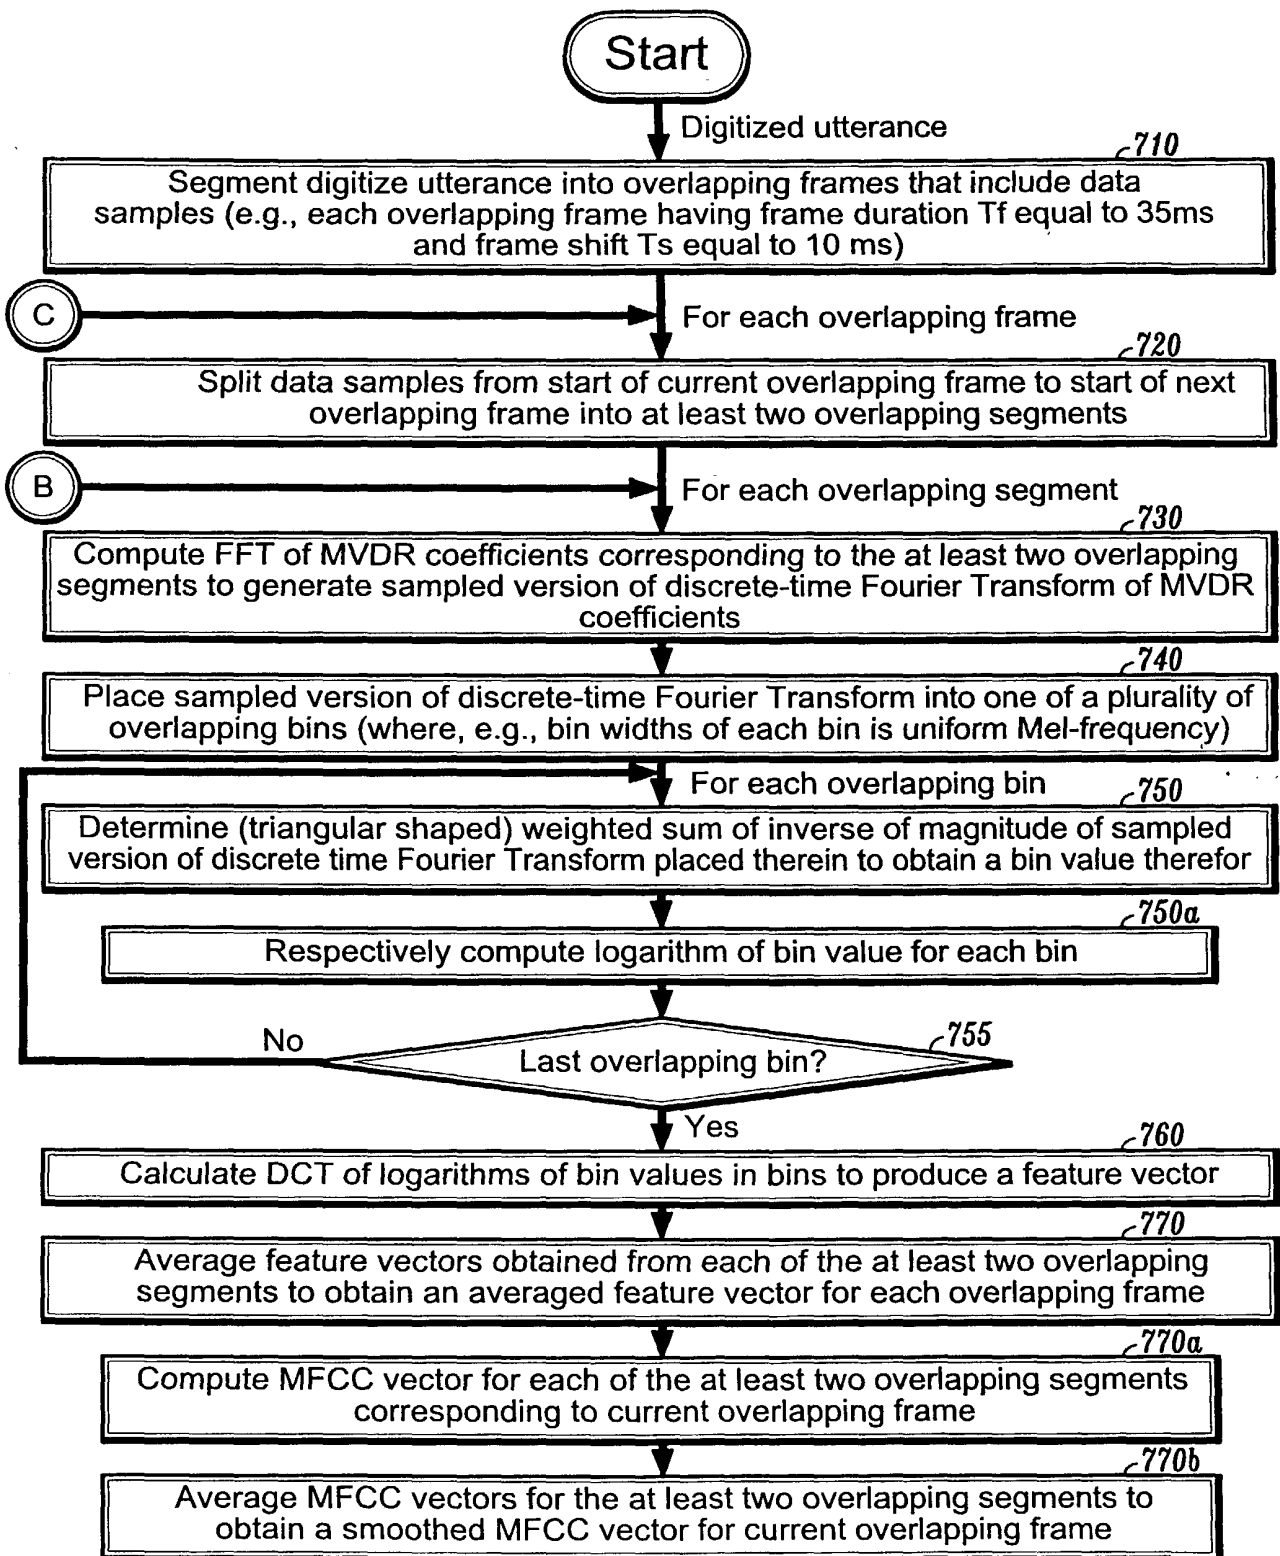 Start
Digitized utterance
710
Segment digitize utterance into overlapping frames that include data
samples (e.g., each overlapping frame having frame duration Tf equal to 35ms
and frame shift Ts equal to 10 ms)
C
For each overlapping frame
720
Split data samples from start of current overlapping frame to start of next
overlapping frame into at least two overlapping segments
B
For each overlapping segment
730
Compute FFT of MVDR coefficients corresponding to the at least two overlapping
segments to generate sampled version of discrete-time Fourier Transform of MVDR
coefficients
740
Place sampled version of discrete-time Fourier Transform into one of a plurality of
overlapping bins (where, e.g., bin widths of each bin is uniform Mel-frequency)
For each overlapping bin
750
Determine (triangular shaped) weighted sum of inverse of magnitude of sampled
version of discrete time Fourier Transform placed therein to obtain a bin value therefor
750a
Respectively compute logarithm of bin value for each bin
No
755
Last overlapping bin?
Yes
760
Calculate DCT of logarithms of bin values in bins to produce a feature vector
770
Average feature vectors obtained from each of the at least two overlapping
segments to obtain an averaged feature vector for each overlapping frame
770a
Compute MFCC vector for each of the at least two overlapping segments
corresponding to current overlapping frame
770b
Average MFCC vectors for the at least two overlapping segments to
obtain a smoothed MFCC vector for current overlapping frame